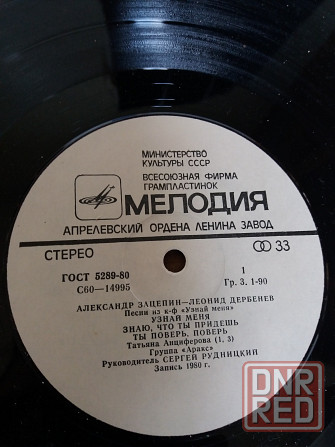 МИНИСТЕРСТВО
КУЛЬТУРЫ СССР
ВСЕСОЮЗНАЯ ФИРМА
ГРАМПЛАСТИНОК
МЕЛОДИЯ
АПРЕЛЕВСКИЙ ОРДЕНА ЛЕНИНА ЗАВОД
СТЕРЕО 33
ГОСТ 5289-80 1
С60—14995 Гр. 3. 1-90
АЛЕКСАНДР ЗАЦЕПИН—ЛЕОНИД ДЕРБЕНЕВ
Песни из к-ф «Узнай меня»
УЗНАЙ МЕНЯ
ЗНАЮ, ЧТО ТЫ ПРИДЕШЬ
ТЫ ПОВЕРЬ, ПОВЕРЬ
Татьяна Анциферова (1, 3)
Группа «Аракс»
Руководитель СЕРГЕЙ РУДНИЦКИЙ
Запись 1980 г.
DNR
RED